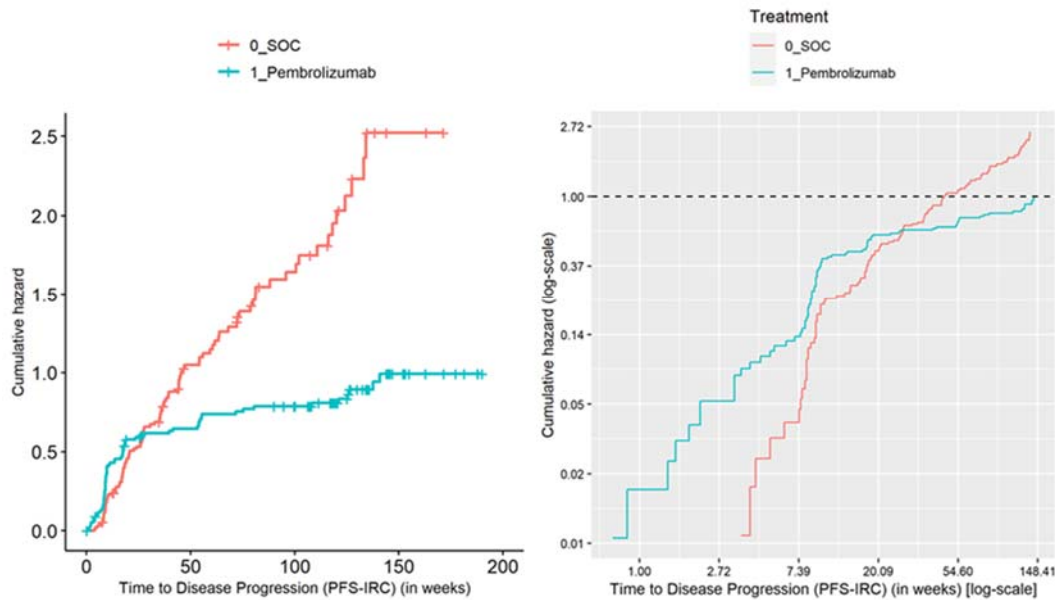 0_SOC
1_Pembrolizumab
Cumulative hazard
2.5
2.0
1.5
1.0
0.5
0.0
0
50
100
150
200
Time to Disease Progression (PFS-IRC) (in weeks)
Treatment
0_SOC
1_Pembrolizumab
Cumulative hazard (log-scale)
2.72
1.00
0.37
0.14
0.05
0.02
0.01
1.00
2.72
7.39
20.09
54.60
148.41
Time to Disease Progression (PFS-IRC) (in weeks) [log-scale]